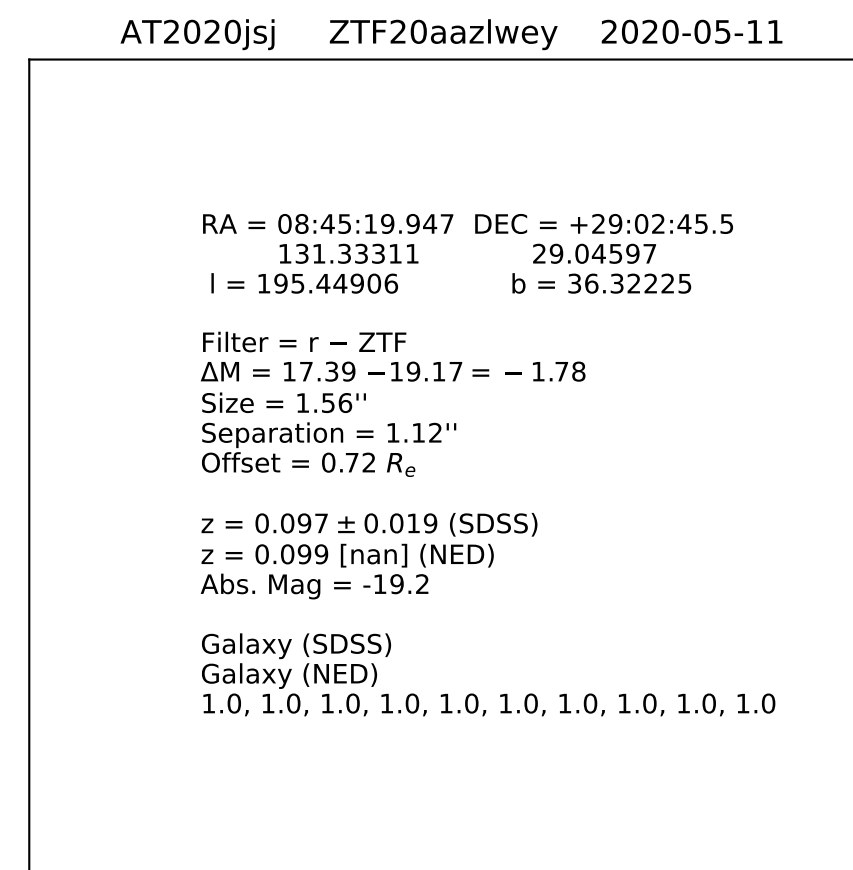 AT2020jsj ZTF20aazlwey 2020-05-11
RA = 08:45:19.947 DEC = +29:02:45.5
131.33311 29.04597
l = 195.44906 b = 36.32225
Filter = r − ZTF
ΔM = 17.39 −19.17 = − 1.78
Size = 1.56''
Separation = 1.12''
Offset = 0.72 Rₑ
z = 0.097 ± 0.019 (SDSS)
z = 0.099 [nan] (NED)
Abs. Mag = -19.2
Galaxy (SDSS)
Galaxy (NED)
1.0, 1.0, 1.0, 1.0, 1.0, 1.0, 1.0, 1.0, 1.0, 1.0